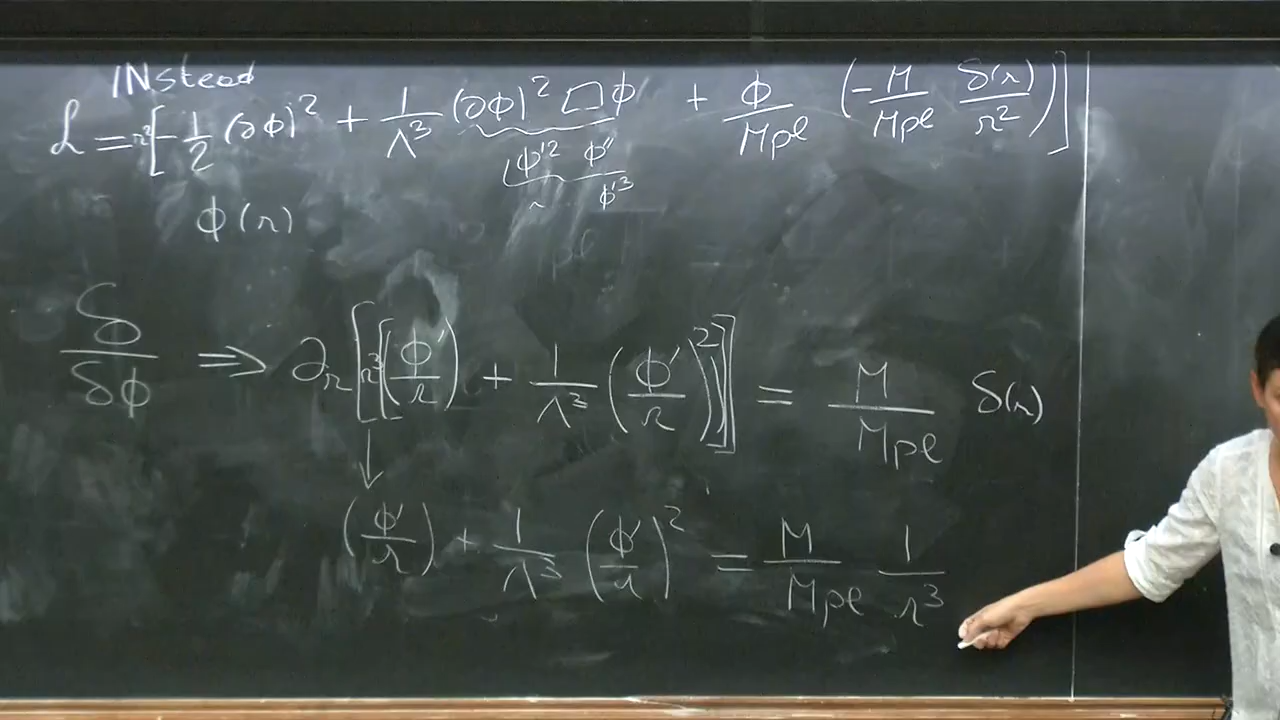 INstead
ℒ = r²[-1/2 (∂ϕ)² + 1/Λ³ (∂ϕ)² □ϕ + ϕ/Mpl (-M/Mpl δ(r)/r²)]
ϕ'² ϕ''
r ϕ'³
ϕ(r)
δ/δϕ ⇒ ∂r [r³[(ϕ'/r) + 1/Λ³ (ϕ'/r)²]] = M/Mpl δ(r)
↓
(ϕ'/r) + 1/Λ³ (ϕ'/r)² = M/Mpl 1/r³